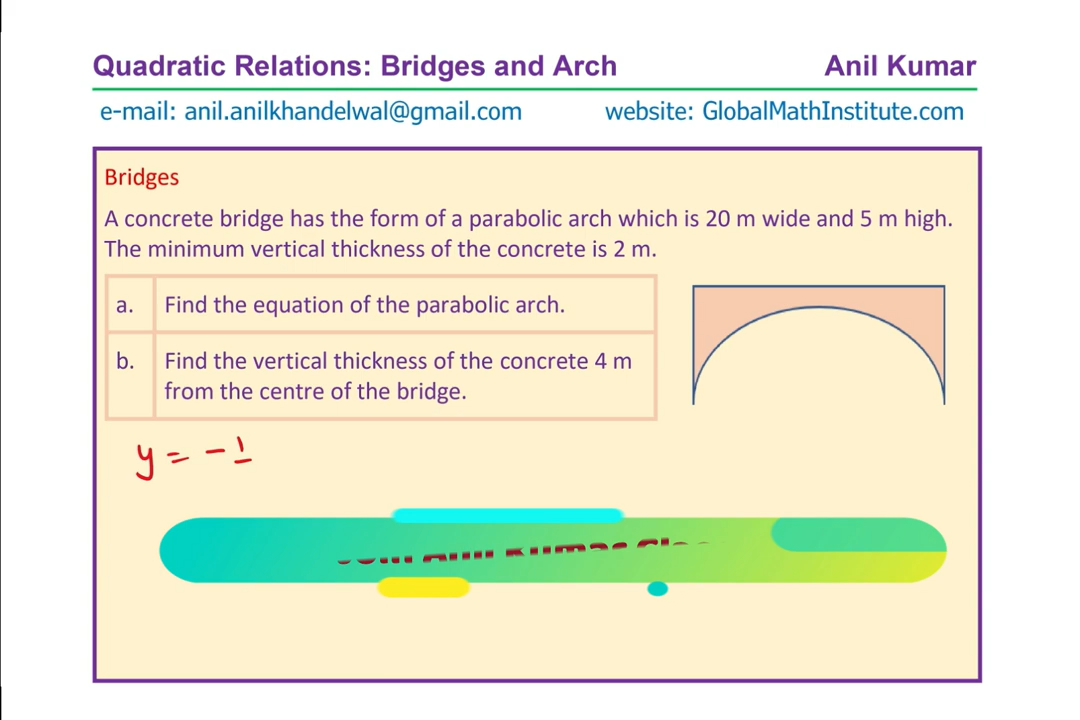 Quadratic Relations: Bridges and Arch Anil Kumar
e-mail: anil.anilkhandelwal@gmail.com website: GlobalMathInstitute.com
Bridges
A concrete bridge has the form of a parabolic arch which is 20 m wide and 5 m high.
The minimum vertical thickness of the concrete is 2 m.
a. Find the equation of the parabolic arch.
b. Find the vertical thickness of the concrete 4 m
from the centre of the bridge.
y = - 1